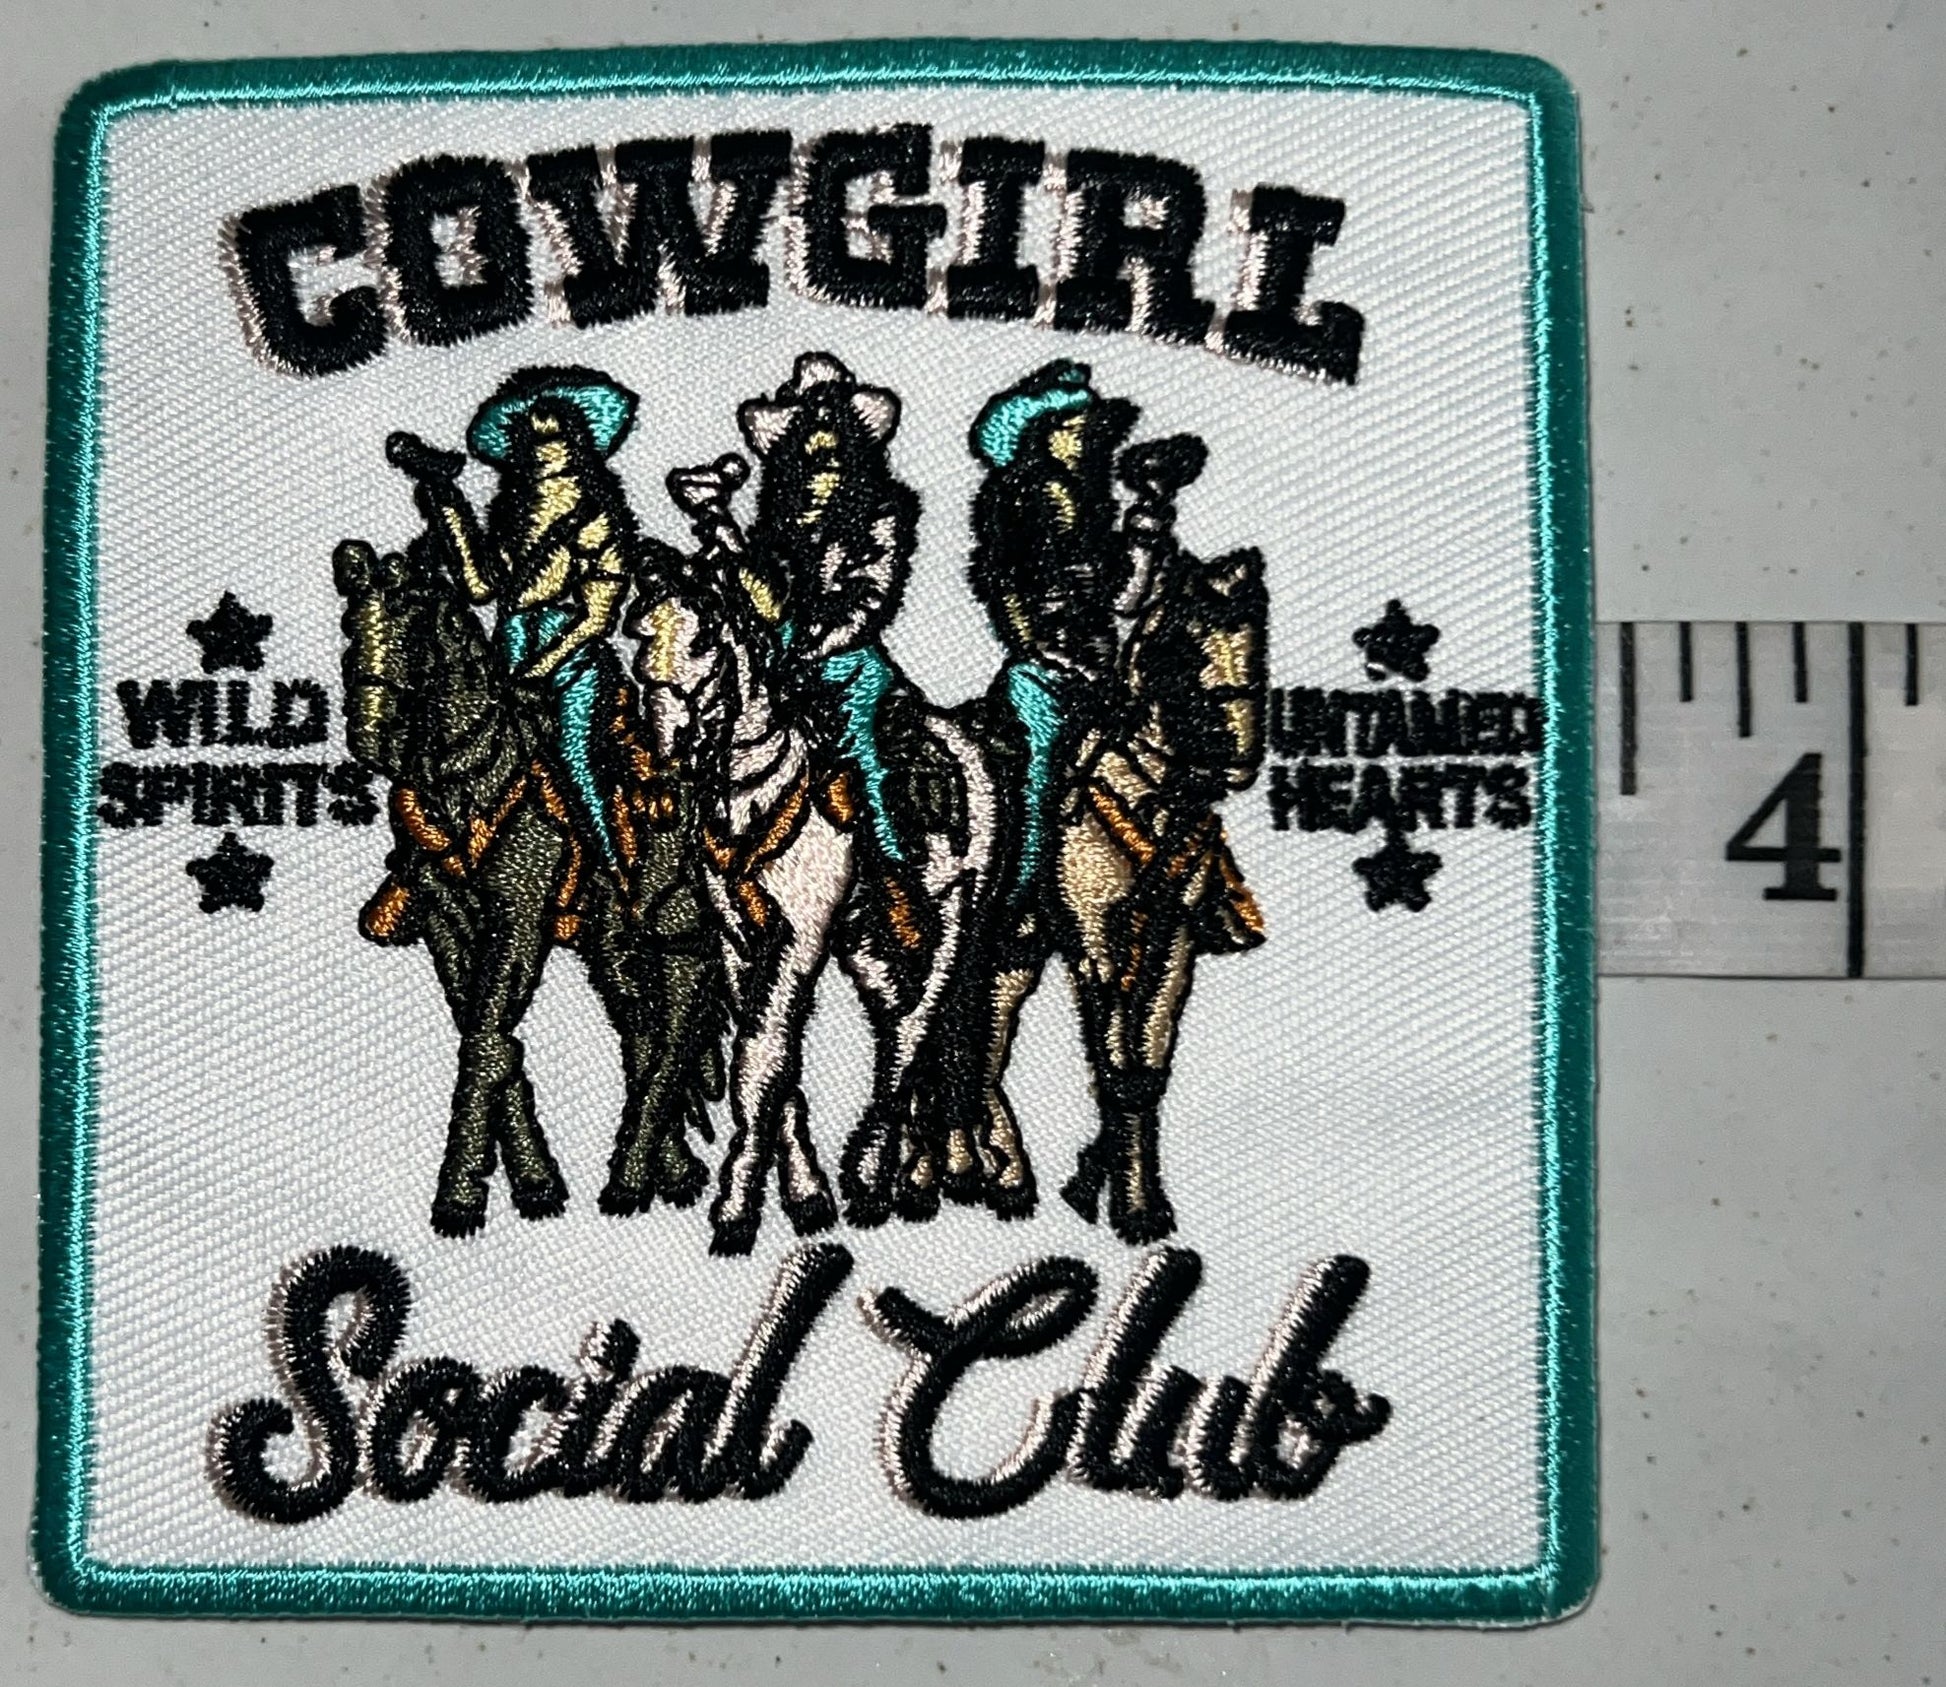 COWGIRL
WILD
SPIRITS
UNTAMED
HEARTS
4
Social Club